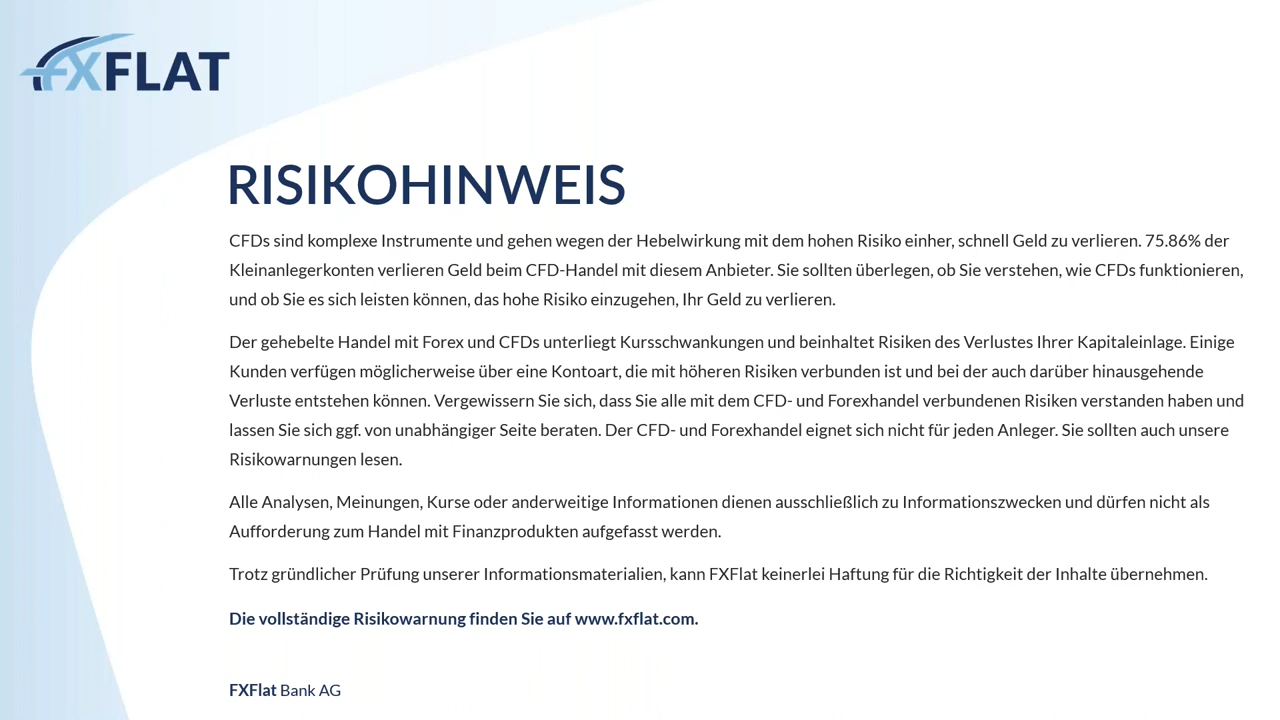 FXFLAT
RISIKOHINWEIS
CFDs sind komplexe Instrumente und gehen wegen der Hebelwirkung mit dem hohen Risiko einher, schnell Geld zu verlieren. 75.86% der
Kleinanlegerkonten verlieren Geld beim CFD-Handel mit diesem Anbieter. Sie sollten überlegen, ob Sie verstehen, wie CFDs funktionieren,
und ob Sie es sich leisten können, das hohe Risiko einzugehen, Ihr Geld zu verlieren.
Der gehebelte Handel mit Forex und CFDs unterliegt Kursschwankungen und beinhaltet Risiken des Verlustes Ihrer Kapitaleinlage. Einige
Kunden verfügen möglicherweise über eine Kontoart, die mit höheren Risiken verbunden ist und bei der auch darüber hinausgehende
Verluste entstehen können. Vergewissern Sie sich, dass Sie alle mit dem CFD- und Forexhandel verbundenen Risiken verstanden haben und
lassen Sie sich ggf. von unabhängiger Seite beraten. Der CFD- und Forexhandel eignet sich nicht für jeden Anleger. Sie sollten auch unsere
Risikowarnungen lesen.
Alle Analysen, Meinungen, Kurse oder anderweitige Informationen dienen ausschließlich zu Informationszwecken und dürfen nicht als
Aufforderung zum Handel mit Finanzprodukten aufgefasst werden.
Trotz gründlicher Prüfung unserer Informationsmaterialien, kann FXFlat keinerlei Haftung für die Richtigkeit der Inhalte übernehmen.
Die vollständige Risikowarnung finden Sie auf www.fxflat.com.
FXFlat Bank AG